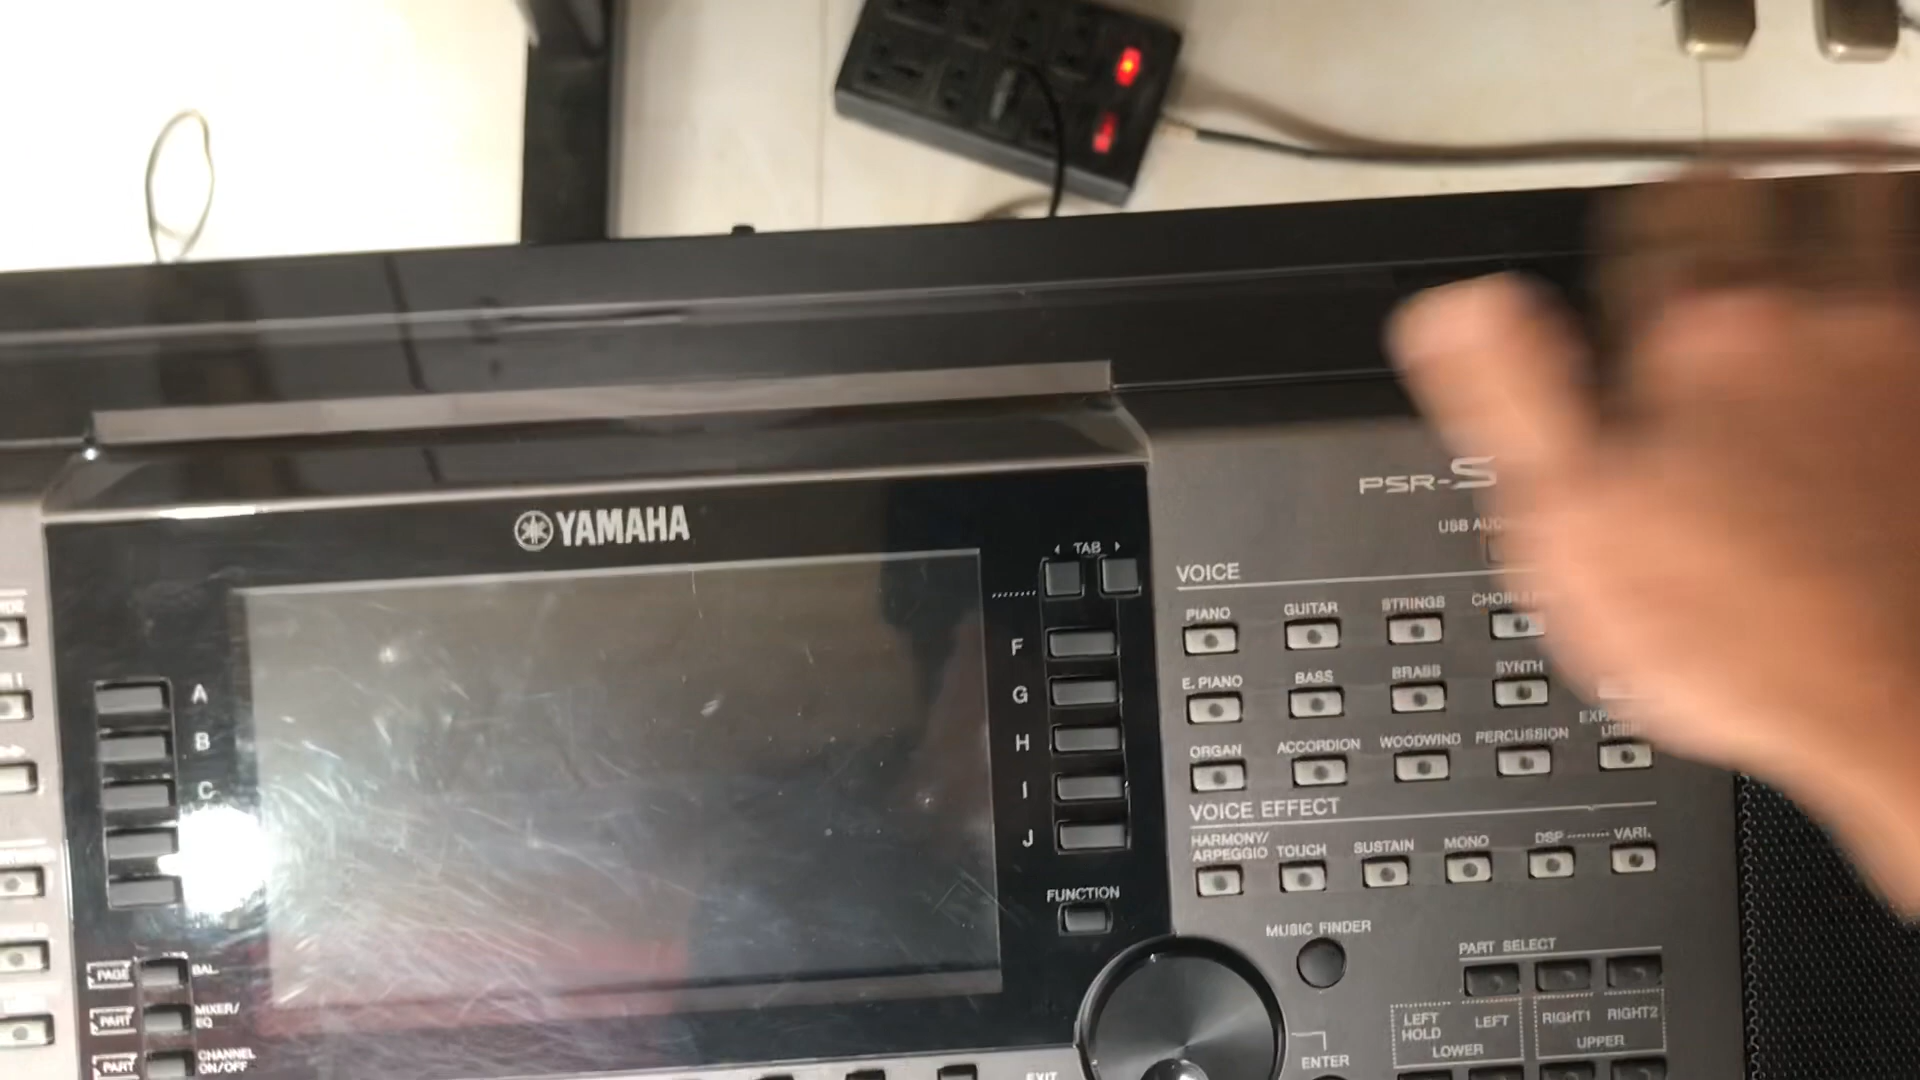 YAMAHA
PSR-S
USB
TAB
VOICE
PIANO GUITAR STRINGS
E. PIANO BASS BRASS SYNTH
ORGAN ACCORDION WOODWIND PERCUSSION
VOICE EFFECT
HARMONY/
ARPEGGIO TOUCH SUSTAIN MONO DSP VARI.
A
B
C
F
G
H
I
J
FUNCTION
MUSIC FINDER
PART SELECT
LEFT
HOLD LEFT RIGHT1 RIGHT2
LOWER UPPER
ENTER
EXIT
PAGE BAL.
PART MIXER/
EQ
PART CHANNEL
ON/OFF